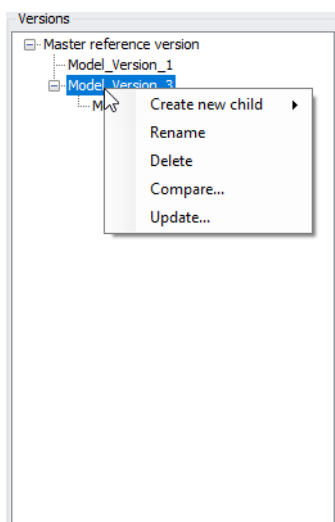 Versions
Master reference version
Model_Version_1
Model_Version_3
Create new child
Rename
Delete
Compare...
Update...